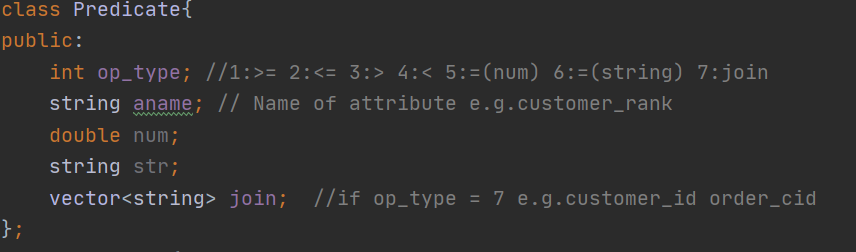 class Predicate{
public:
    int op_type; //1:>= 2:<= 3:> 4:< 5:=(num) 6:=(string) 7:join
    string aname; // Name of attribute e.g.customer_rank
    double num;
    string str;
    vector<string> join;  //if op_type = 7 e.g.customer_id order_cid
};